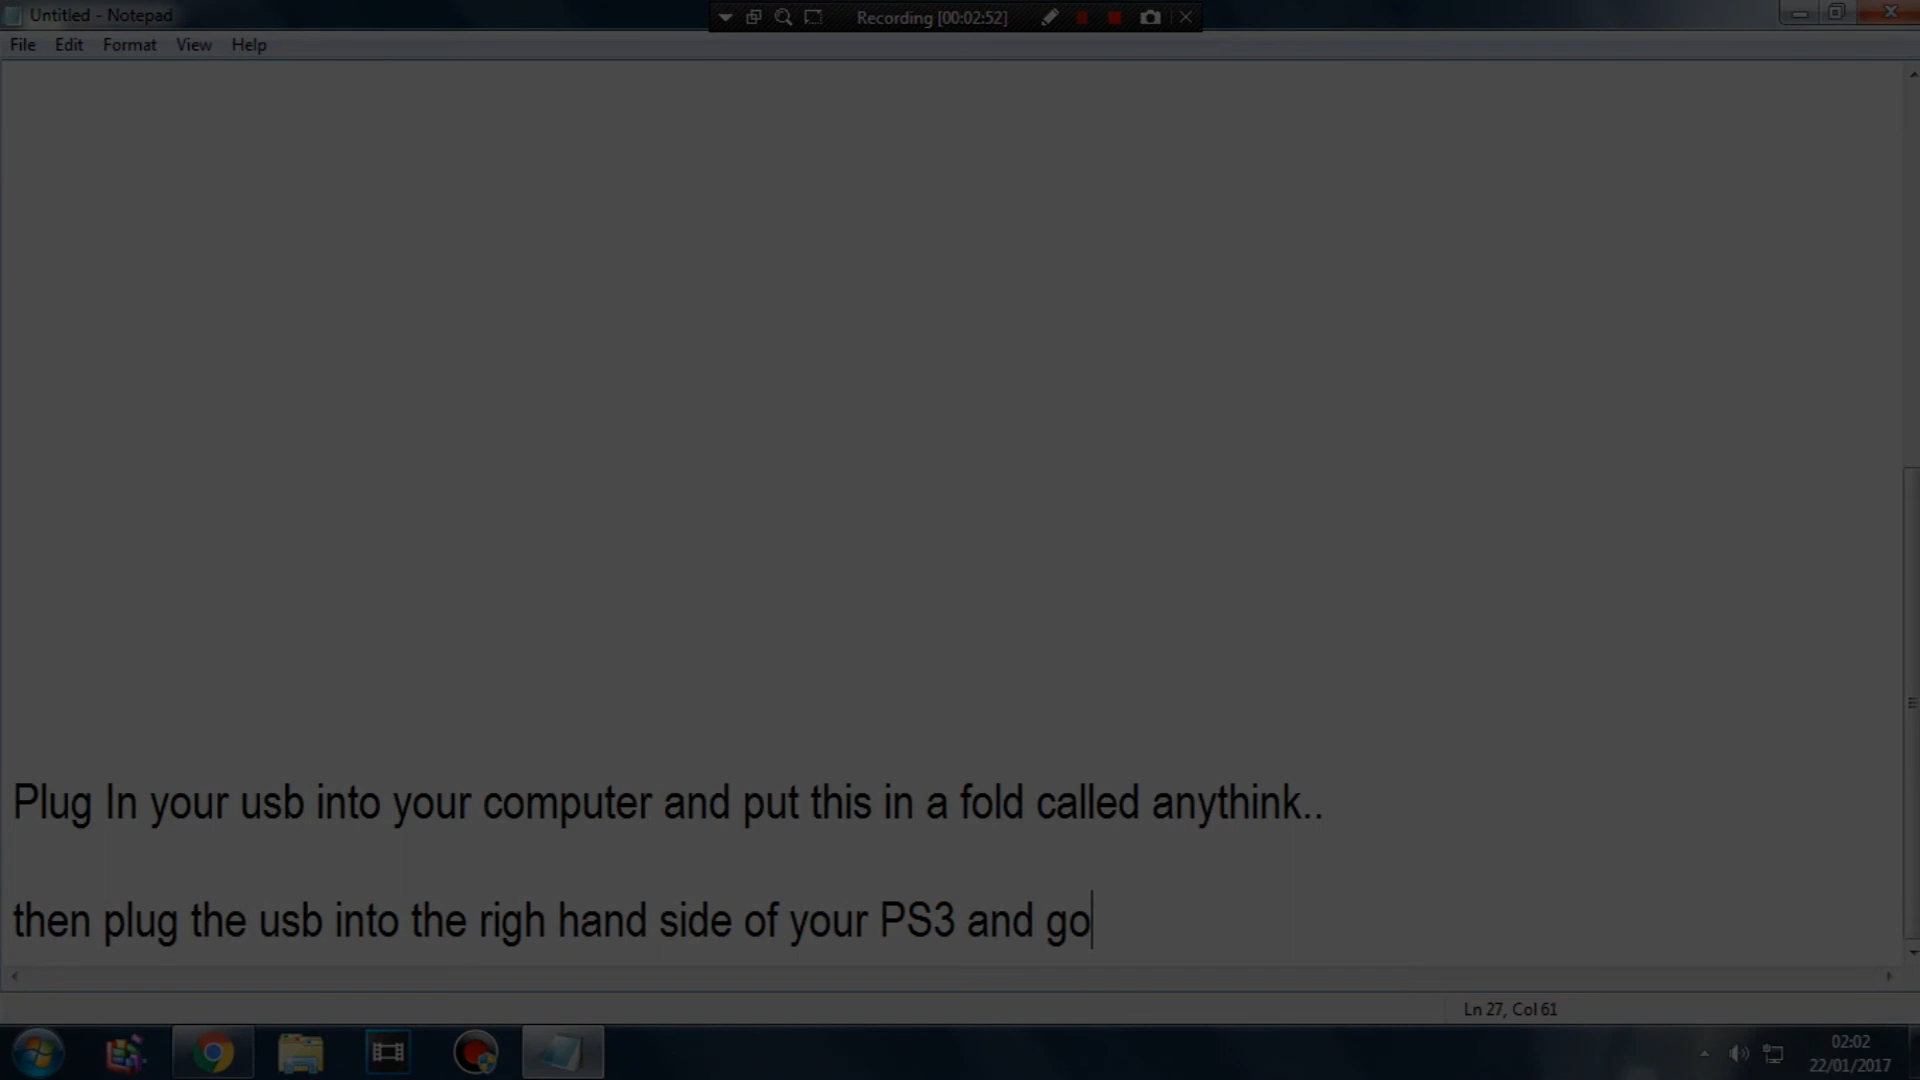 Untitled - Notepad
Recording [00:02:52]
File Edit Format View Help
Plug In your usb into your computer and put this in a fold called anythink..
then plug the usb into the righ hand side of your PS3 and go
Ln 27, Col 61
02:02
22/01/2017